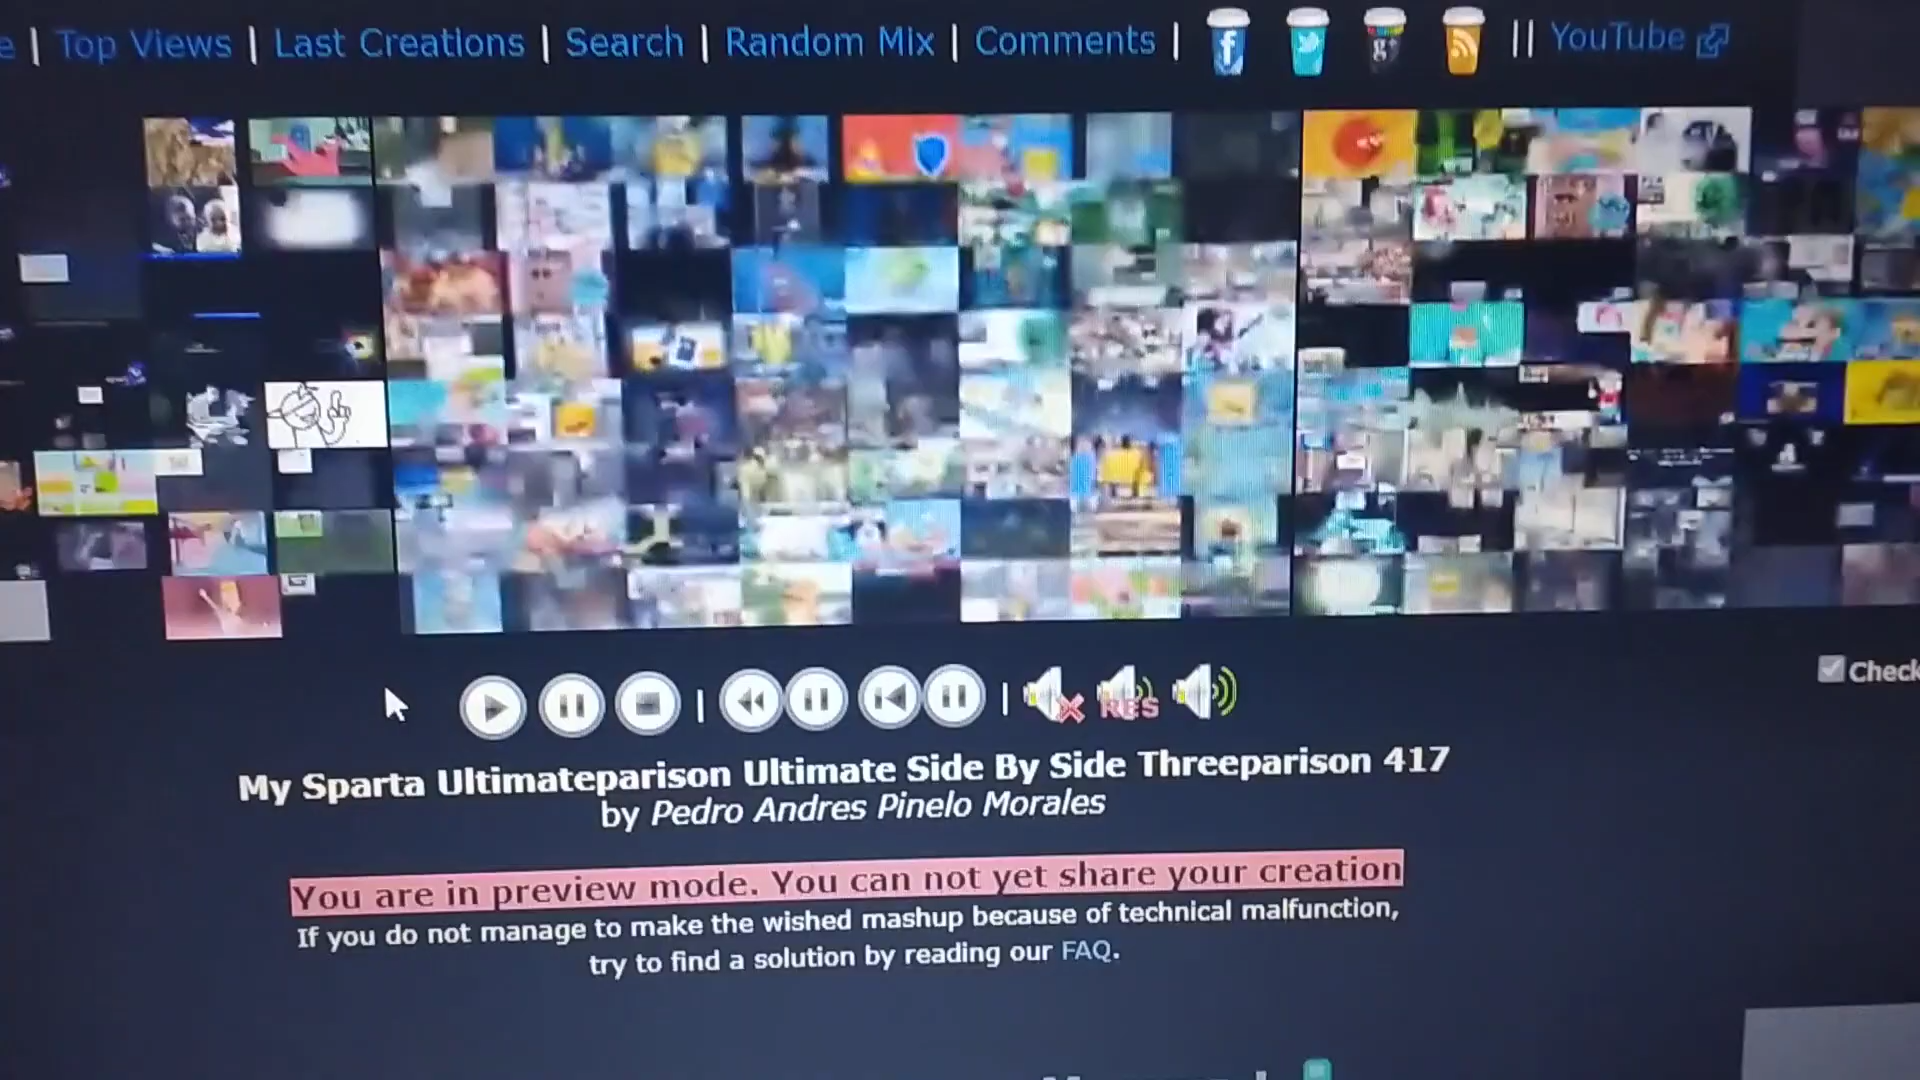 e | Top Views | Last Creations | Search | Random Mix | Comments | f g+ || YouTube
| | RES
Check
My Sparta Ultimateparison Ultimate Side By Side Threeparison 417
by Pedro Andres Pinelo Morales
You are in preview mode. You can not yet share your creation
If you do not manage to make the wished mashup because of technical malfunction,
try to find a solution by reading our FAQ.